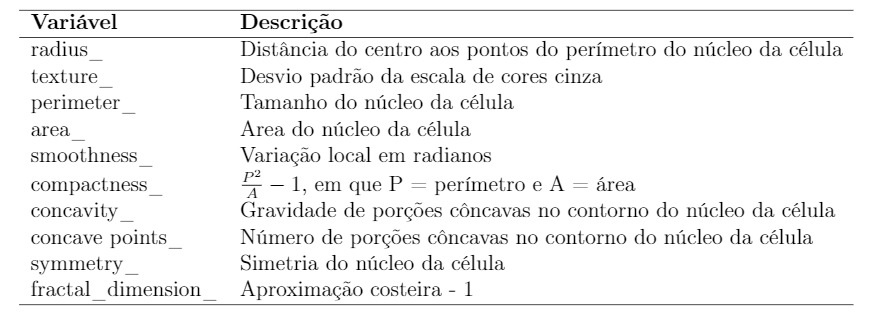 Variável Descrição
radius_ Distância do centro aos pontos do perímetro do núcleo da célula
texture_ Desvio padrão da escala de cores cinza
perimeter_ Tamanho do núcleo da célula
area_ Area do núcleo da célula
smoothness_ Variação local em radianos
compactness_ P²/A − 1, em que P = perímetro e A = área
concavity_ Gravidade de porções côncavas no contorno do núcleo da célula
concave points_ Número de porções côncavas no contorno do núcleo da célula
symmetry_ Simetria do núcleo da célula
fractal_dimension_ Aproximação costeira - 1